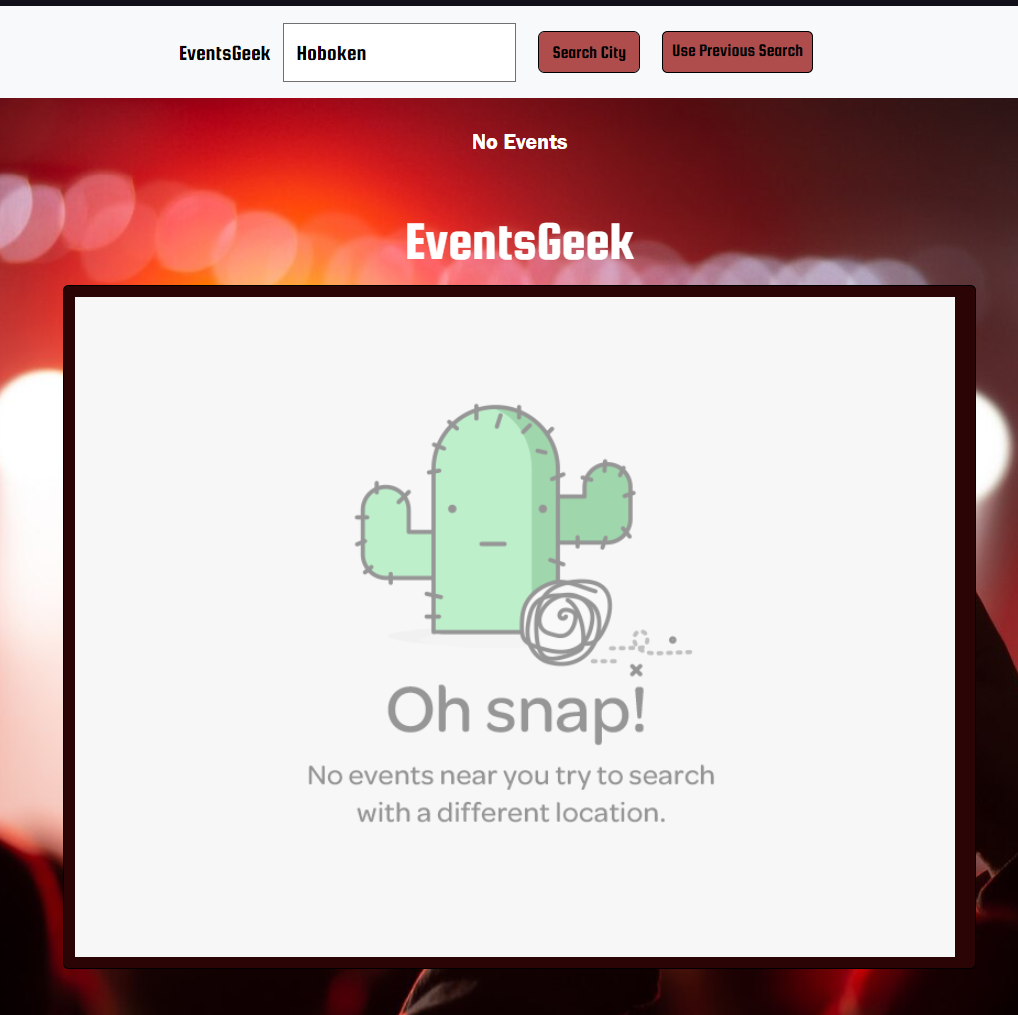 EventsGeek
Hoboken
Search City
Use Previous Search
No Events
EventsGeek
Oh snap!
No events near you try to search
with a different location.